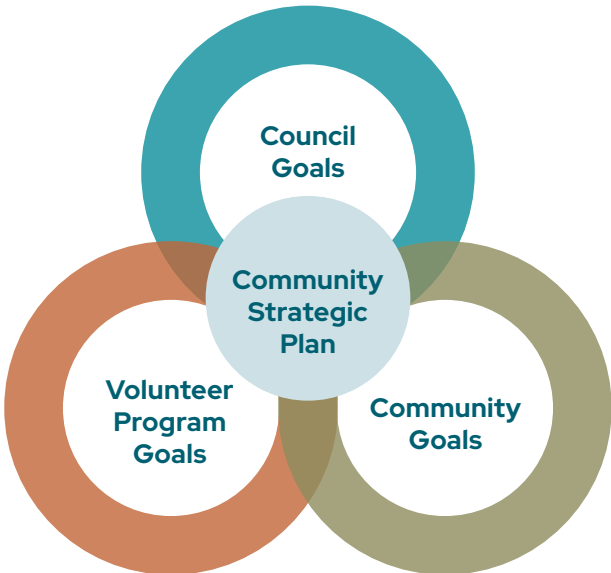 Council
Goals
Community
Strategic
Plan
Volunteer
Program
Goals
Community
Goals